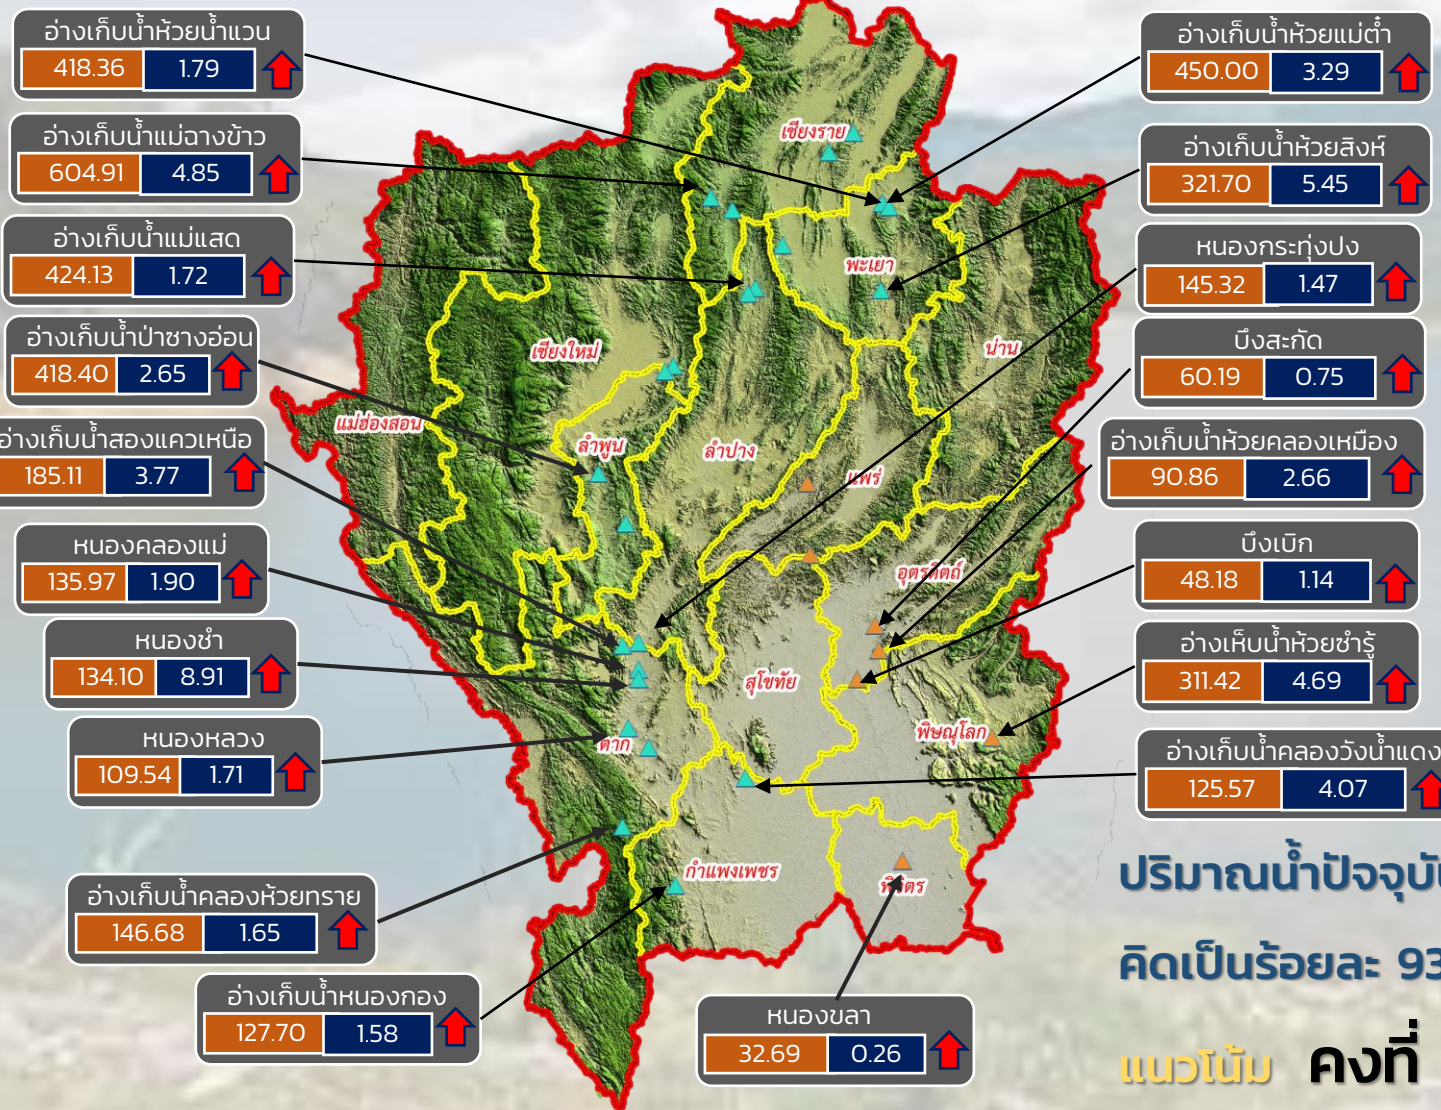 อ่างเก็บน้ำห้วยน้ำแวน
418.36 1.79
อ่างเก็บน้ำแม่ฉางข้าว
604.91 4.85
อ่างเก็บน้ำแม่แสด
424.13 1.72
อ่างเก็บน้ำป่าซางอ่อน
418.40 2.65
อ่างเก็บน้ำสองแควเหนือ
185.11 3.77
หนองคลองแม่
135.97 1.90
หนองชำ
134.10 8.91
หนองหลวง
109.54 1.71
อ่างเก็บน้ำคลองห้วยทราย
146.68 1.65
อ่างเก็บน้ำหนองกอง
127.70 1.58
หนองขลา
32.69 0.26
เชียงราย
พะเยา
น่าน
เชียงใหม่
แม่ฮ่องสอน
ลำพูน
ลำปาง
แพร่
อุตรดิตถ์
สุโขทัย
ตาก
พิษณุโลก
กำแพงเพชร
พิจิตร
อ่างเก็บน้ำห้วยแม่ต๋ำ
450.00 3.29
อ่างเก็บน้ำห้วยสิงห์
321.70 5.45
หนองกระทุ่งปง
145.32 1.47
บึงสะกัด
60.19 0.75
อ่างเก็บน้ำห้วยคลองเหมือง
90.86 2.66
บึงเบิก
48.18 1.14
อ่างเห็บน้ำห้วยซำรู้
311.42 4.69
อ่างเก็บน้ำคลองวังน้ำแดง
125.57 4.07
ปริมาณน้ำปัจจุบัน
คิดเป็นร้อยละ 93
แนวโน้ม คงที่